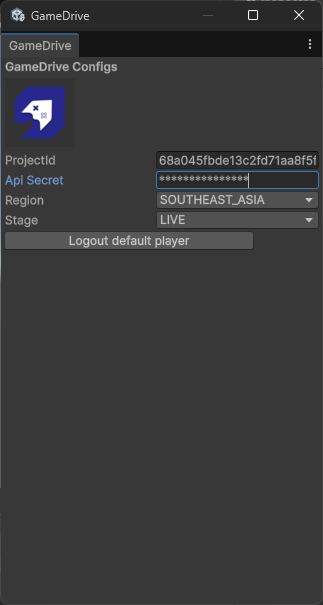 GameDrive
GameDrive
GameDrive Configs
ProjectId 68a045fbde13c2fd71aa8f5f
Api Secret ***************
Region SOUTHEAST_ASIA
Stage LIVE
Logout default player